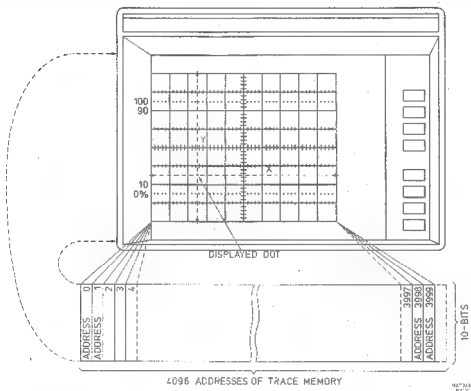 100
90
Y
X
10
0%
DISPLAYED DOT
ADDRESS 0
ADDRESS 1
2
3
4
3997
ADDRESS 3998
ADDRESS 3999
10-BITS
4096 ADDRESSES OF TRACE MEMORY